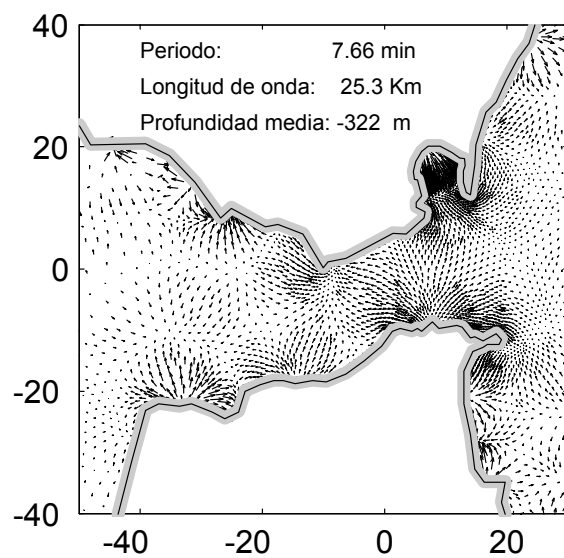 40
Periodo: 7.66 min
Longitud de onda: 25.3 Km
Profundidad media: -322 m
20
0
-20
-40
-40 -20 0 20